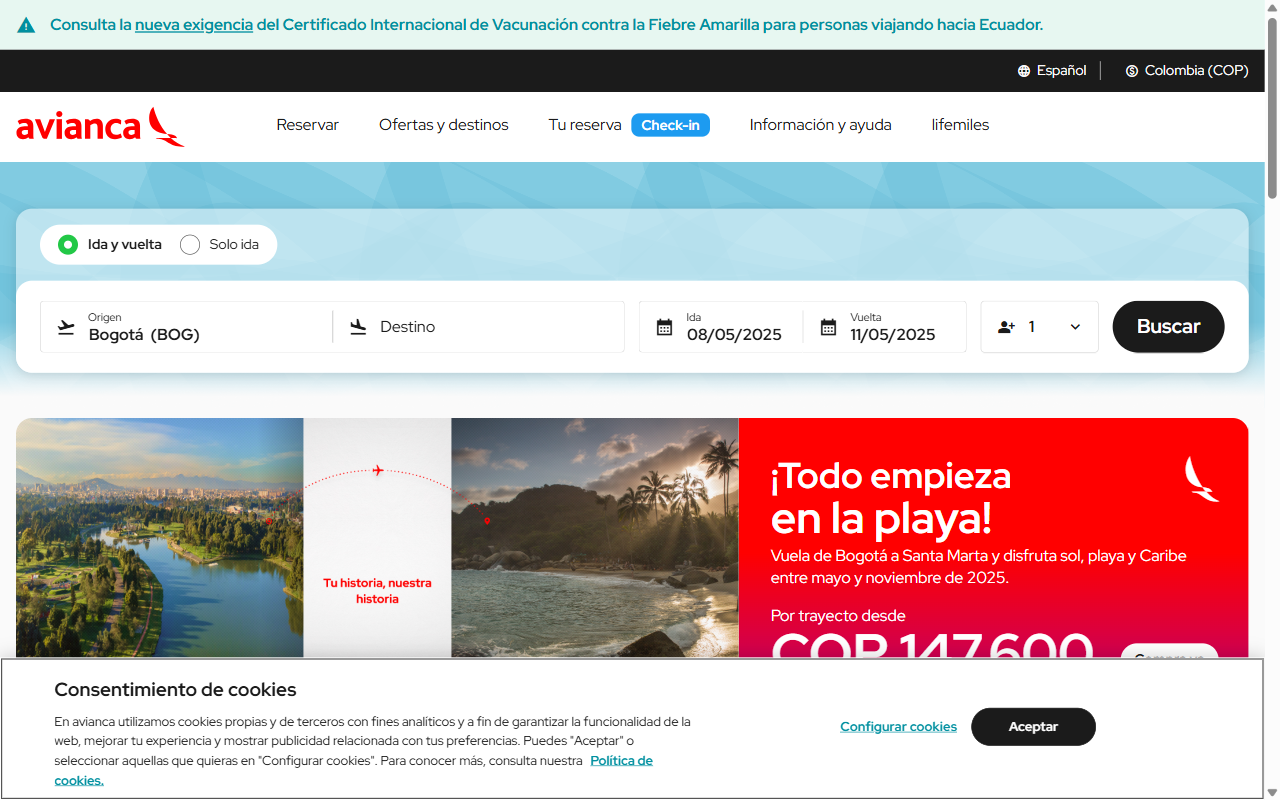 Consulta la nueva exigencia del Certificado Internacional de Vacunación contra la Fiebre Amarilla para personas viajando hacia Ecuador.
Español
Colombia (COP)
avianca
Reservar
Ofertas y destinos
Tu reserva
Check-in
Información y ayuda
lifemiles
Ida y vuelta
Solo ida
Origen
Bogotá (BOG)
Destino
Ida
08/05/2025
Vuelta
11/05/2025
1
Buscar
Tu historia, nuestra
historia
¡Todo empieza
en la playa!
Vuela de Bogotá a Santa Marta y disfruta sol, playa y Caribe
entre mayo y noviembre de 2025.
Por trayecto desde
COP 147.600
Consentimiento de cookies
En avianca utilizamos cookies propias y de terceros con fines analíticos y a fin de garantizar la funcionalidad de la
web, mejorar tu experiencia y mostrar publicidad relacionada con tus preferencias. Puedes "Aceptar" o
seleccionar aquellas que quieras en "Configurar cookies". Para conocer más, consulta nuestra Política de
cookies.
Configurar cookies
Aceptar